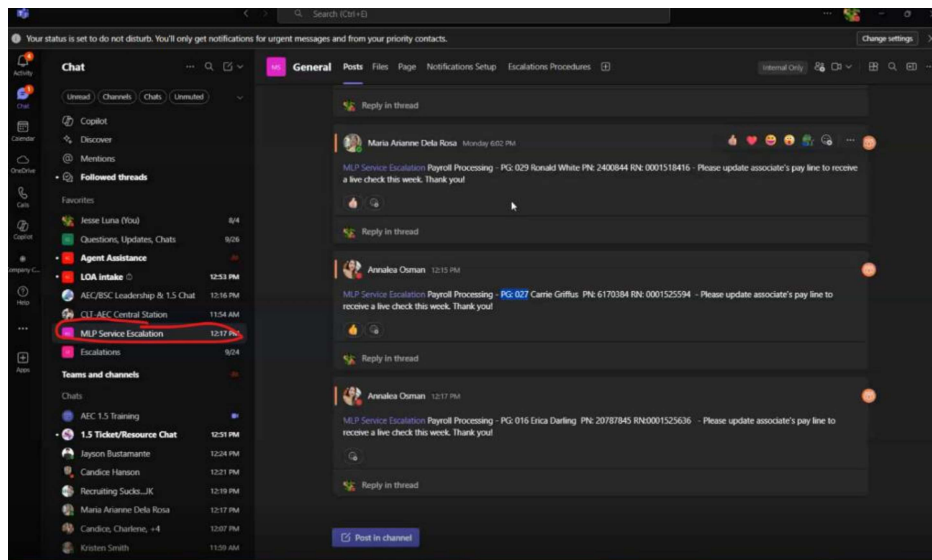 Search (Ctrl+E)
Your status is set to do not disturb. You'll only get notifications for urgent messages and from your priority contacts.
Change settings
Activity
Chat
Calendar
OneDrive
Calls
Copilot
Help
Apps
Chat
Unread
Channels
Chats
Unmuted
Copilot
Discover
Mentions
Followed threads
Favorites
Jesse Luna (You) 8/4
Questions, Updates, Chats 9/26
Agent Assistance
LOA intake 12:53 PM
AEC/BSC Leadership & 1.5 Chat 12:16 PM
CLT-AEC Central Station 11:54 AM
MLP Service Escalation 12:17 PM
Escalations 9/24
Teams and channels
Chats
AEC 1.5 Training
1.5 Ticket/Resource Chat 12:51 PM
Jayson Bustamante 12:24 PM
Candice Hanson 12:21 PM
Recruiting Sucks...JK 12:19 PM
Maria Arianne Dela Rosa 12:17 PM
Candice, Charlene, +4 12:07 PM
Kristen Smith 11:59 AM
MS General Posts Files Page Notifications Setup Escalations Procedures
Internal Only
Reply in thread
Maria Arianne Dela Rosa Monday 6:02 PM
MLP Service Escalation Payroll Processing - PG: 029 Ronald White PN: 2400844 RN: 0001518416 - Please update associate's pay line to receive
a live check this week. Thank you!
Reply in thread
Annalea Osman 12:15 PM
MLP Service Escalation Payroll Processing - PG: 027 Carrie Griffus PN: 6170384 RN: 0001525594 - Please update associate's pay line to
receive a live check this week. Thank you!
Reply in thread
Annalea Osman 12:17 PM
MLP Service Escalation Payroll Processing - PG: 016 Erica Darling PN: 20787845 RN:0001525636 - Please update associate's pay line to
receive a live check this week. Thank you!
Reply in thread
Post in channel